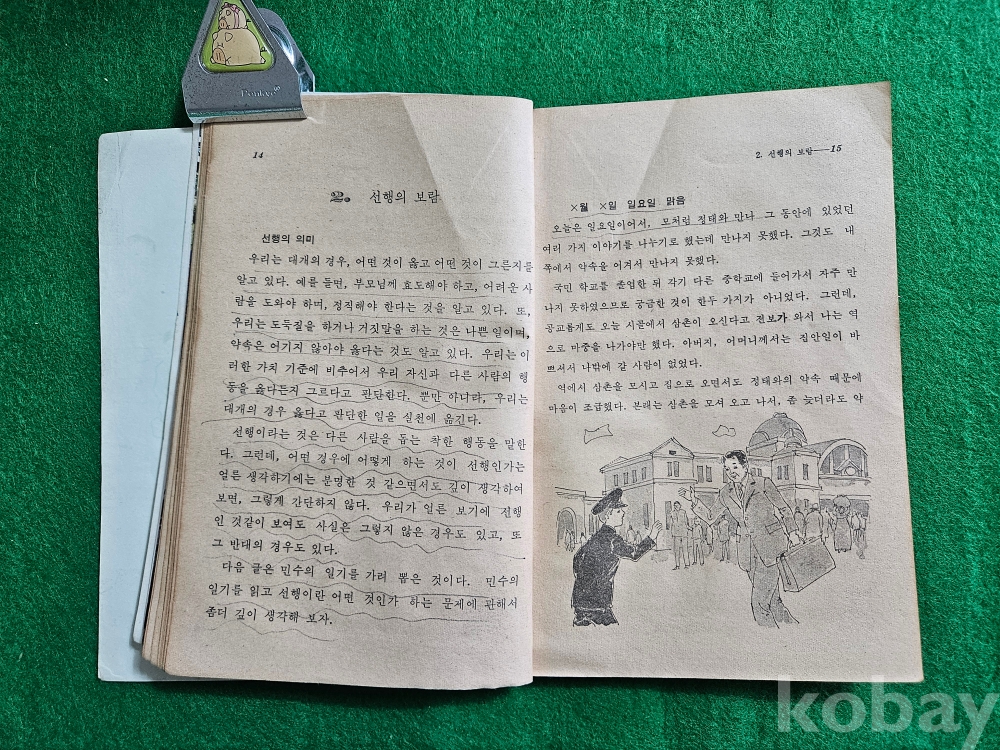 14
2. 선행의 보람
선행의 의미
우리는 대개의 경우, 어떤 것이 옳고 어떤 것이 그른지를
알고 있다. 예를 들면, 부모님께 효도해야 하고, 어려운 사
람을 도와야 하며, 정직해야 한다는 것을 알고 있다. 또,
우리는 도둑질을 하거나 거짓말을 하는 것은 나쁜 일이며,
약속은 어기지 않아야 옳다는 것도 알고 있다. 우리는 이
러한 가치 기준에 비추어서 우리 자신과 다른 사람의 행
동을 옳다든지 그르다고 판단한다. 뿐만 아니라, 우리는
대개의 경우 옳다고 판단한 일을 실천에 옮긴다.
선행이라는 것은 다른 사람을 돕는 착한 행동을 말한
다. 그런데, 어떤 경우에 어떻게 하는 것이 선행인가는
얼른 생각하기에는 분명한 것 같으면서도 깊이 생각하여
보면, 그렇게 간단하지 않다. 우리가 얼른 보기에 선행
인 것같이 보여도 사실은 그렇지 않은 경우도 있고, 또
그 반대의 경우도 있다.
다음 글은 민수의 일기를 가려 뽑은 것이다. 민수의
일기를 읽고 선행이란 어떤 것인가 하는 문제에 관해서
좀더 깊이 생각해 보자.
2. 선행의 보람──15
×월 ×일 일요일 맑음
오늘은 일요일이어서, 모처럼 정태와 만나 그 동안에 있었던
여러 가지 이야기를 나누기로 했는데 만나지 못했다. 그것도 내
쪽에서 약속을 어겨서 만나지 못했다.
국민 학교를 졸업한 뒤 각기 다른 중학교에 들어가서 자주 만
나지 못하였으므로 궁금한 것이 한두 가지가 아니었다. 그런데,
공교롭게도 오늘 시골에서 삼촌이 오신다고 전보가 와서 나는 역
으로 마중을 나가야만 했다. 아버지, 어머니께서는 집안일이 바
쁘셔서 나밖에 갈 사람이 없었다.
역에서 삼촌을 모시고 집으로 오면서도 정태와의 약속 때문에
마음이 조급했다. 본래는 삼촌을 모셔 오고 나서, 좀 늦더라도 약
kobay